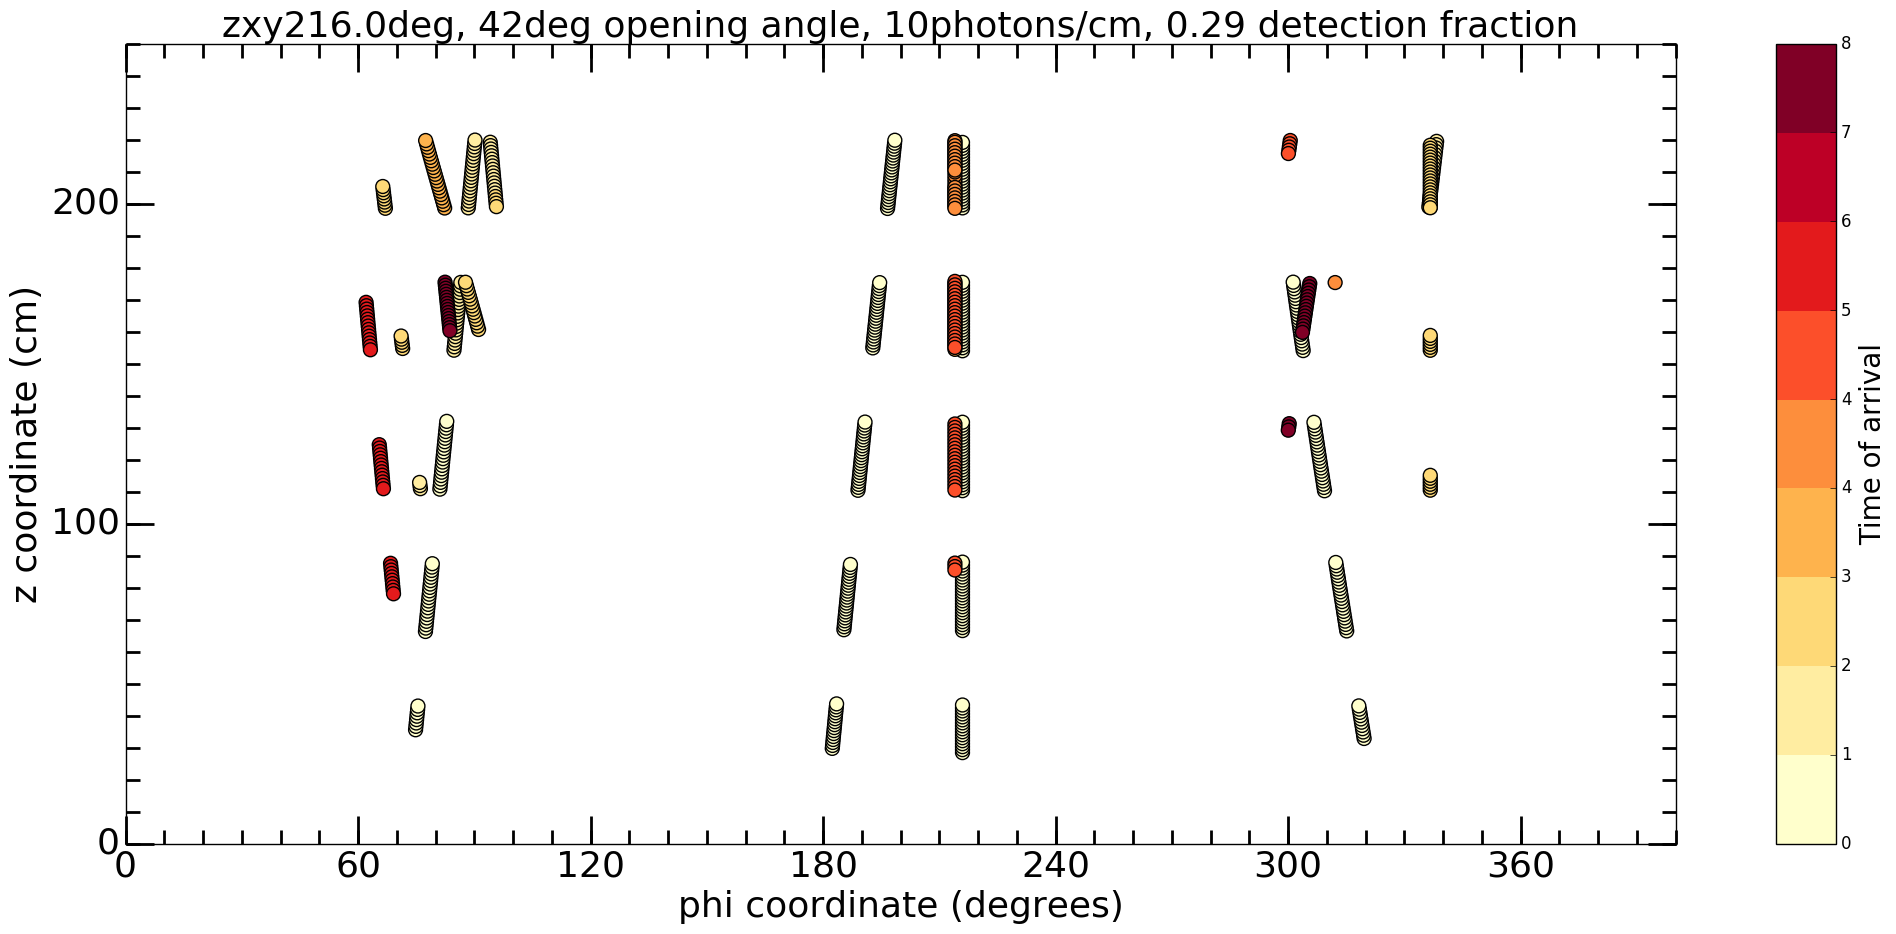 zxy216.0deg, 42deg opening angle, 10photons/cm, 0.29 detection fraction
z coordinate (cm)
200
100
0
0 60 120 180 240 300 360
phi coordinate (degrees)
8
7
6
5
4
4
3
2
1
0
Time of arrival